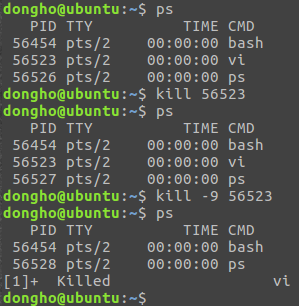 dongho@ubuntu:~$ ps
    PID TTY          TIME CMD
  56454 pts/2    00:00:00 bash
  56523 pts/2    00:00:00 vi
  56526 pts/2    00:00:00 ps
dongho@ubuntu:~$ kill 56523
dongho@ubuntu:~$ ps
    PID TTY          TIME CMD
  56454 pts/2    00:00:00 bash
  56523 pts/2    00:00:00 vi
  56527 pts/2    00:00:00 ps
dongho@ubuntu:~$ kill -9 56523
dongho@ubuntu:~$ ps
    PID TTY          TIME CMD
  56454 pts/2    00:00:00 bash
  56528 pts/2    00:00:00 ps
[1]+  Killed                  vi
dongho@ubuntu:~$